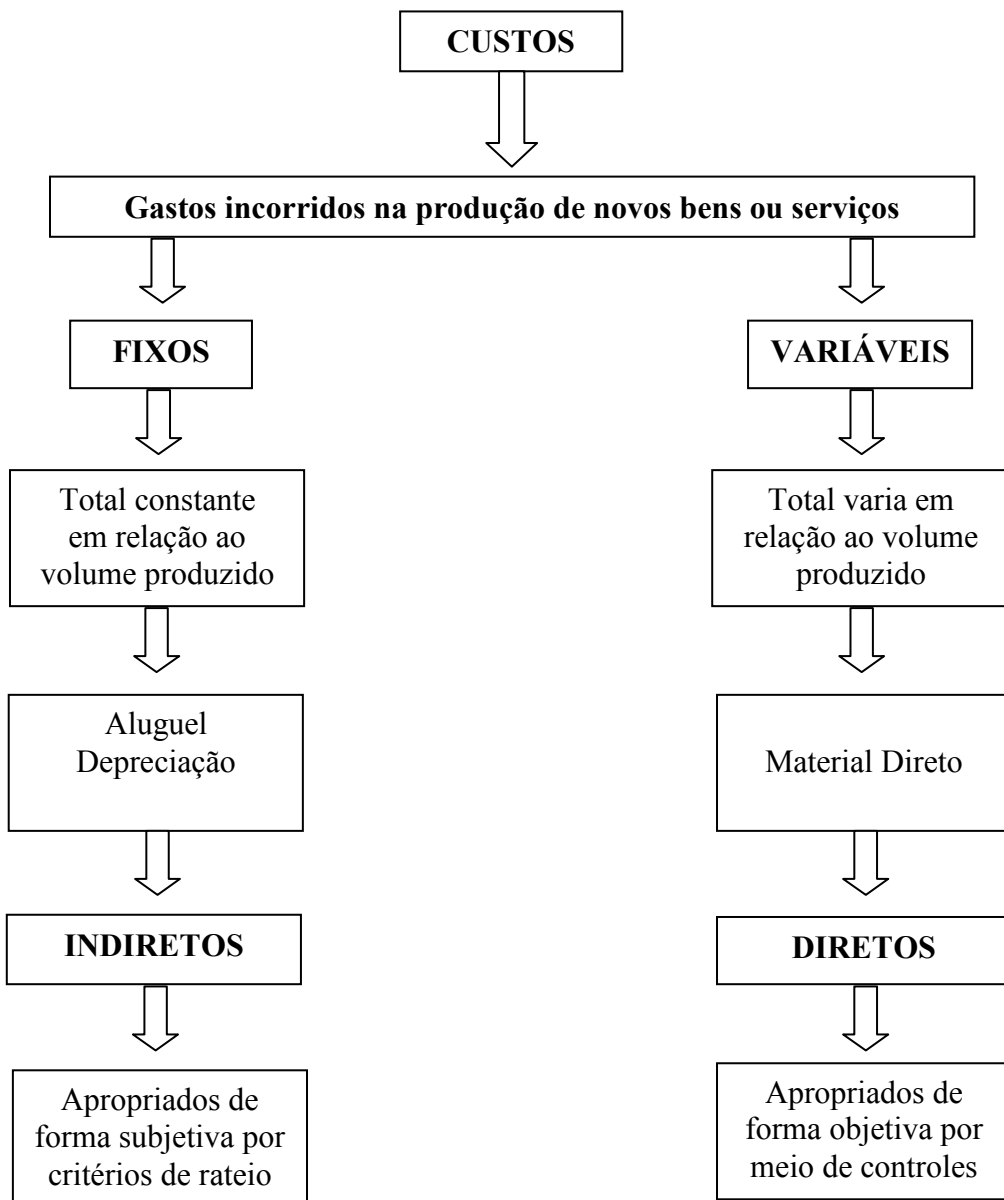 CUSTOS
Gastos incorridos na produção de novos bens ou serviços
FIXOS
VARIÁVEIS
Total constante
em relação ao
volume produzido
Total varia em
relação ao volume
produzido
Aluguel
Depreciação
Material Direto
INDIRETOS
DIRETOS
Apropriados de
forma subjetiva por
critérios de rateio
Apropriados de
forma objetiva por
meio de controles